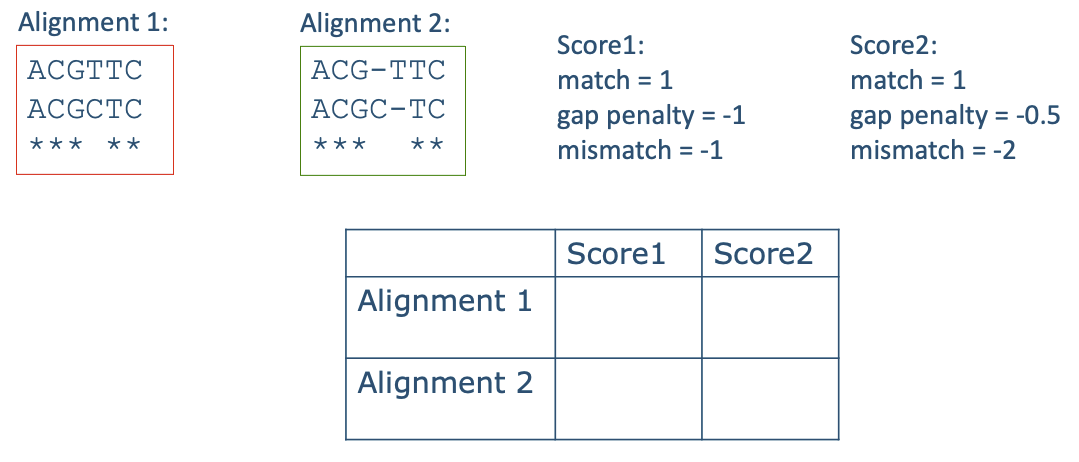 Alignment 1:
ACGTTC
ACGCTC
*** **
Alignment 2:
ACG-TTC
ACGC-TC
***  **
Score1:
match = 1
gap penalty = -1
mismatch = -1
Score2:
match = 1
gap penalty = -0.5
mismatch = -2
Score1 Score2
Alignment 1
Alignment 2